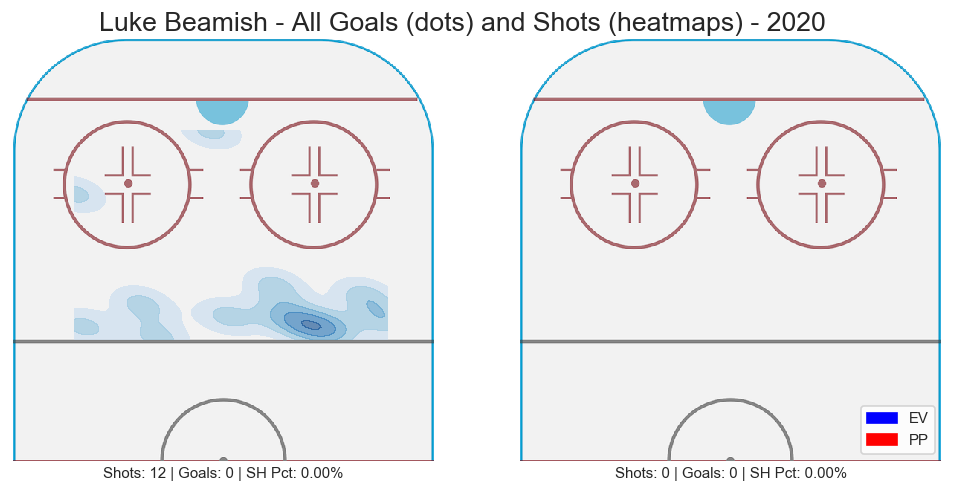 Luke Beamish - All Goals (dots) and Shots (heatmaps) - 2020
EV
PP
Shots: 12 | Goals: 0 | SH Pct: 0.00%
Shots: 0 | Goals: 0 | SH Pct: 0.00%